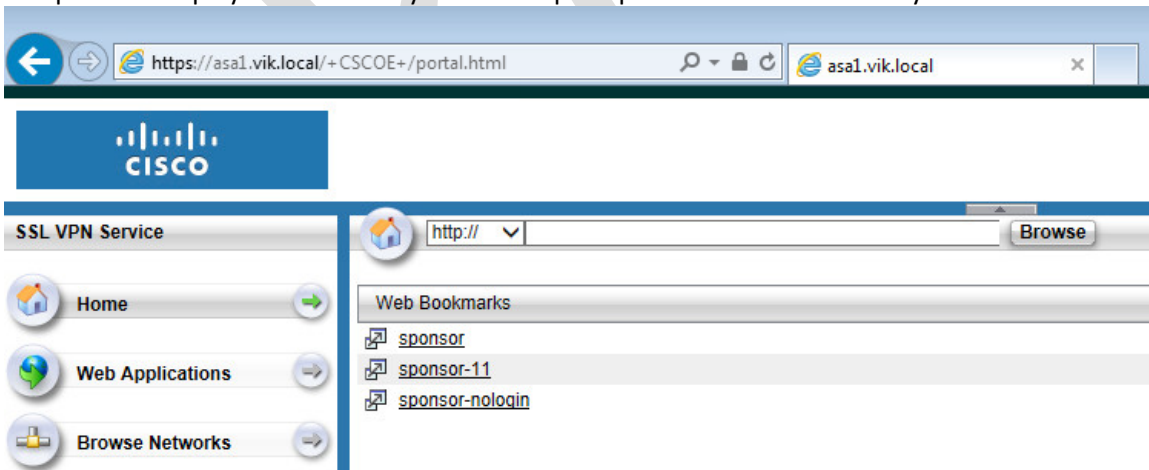 https://asa1.vik.local/+CSCOE+/portal.html
asa1.vik.local
CISCO
SSL VPN Service
http://
Browse
Home
Web Bookmarks
sponsor
sponsor-11
sponsor-nologin
Web Applications
Browse Networks